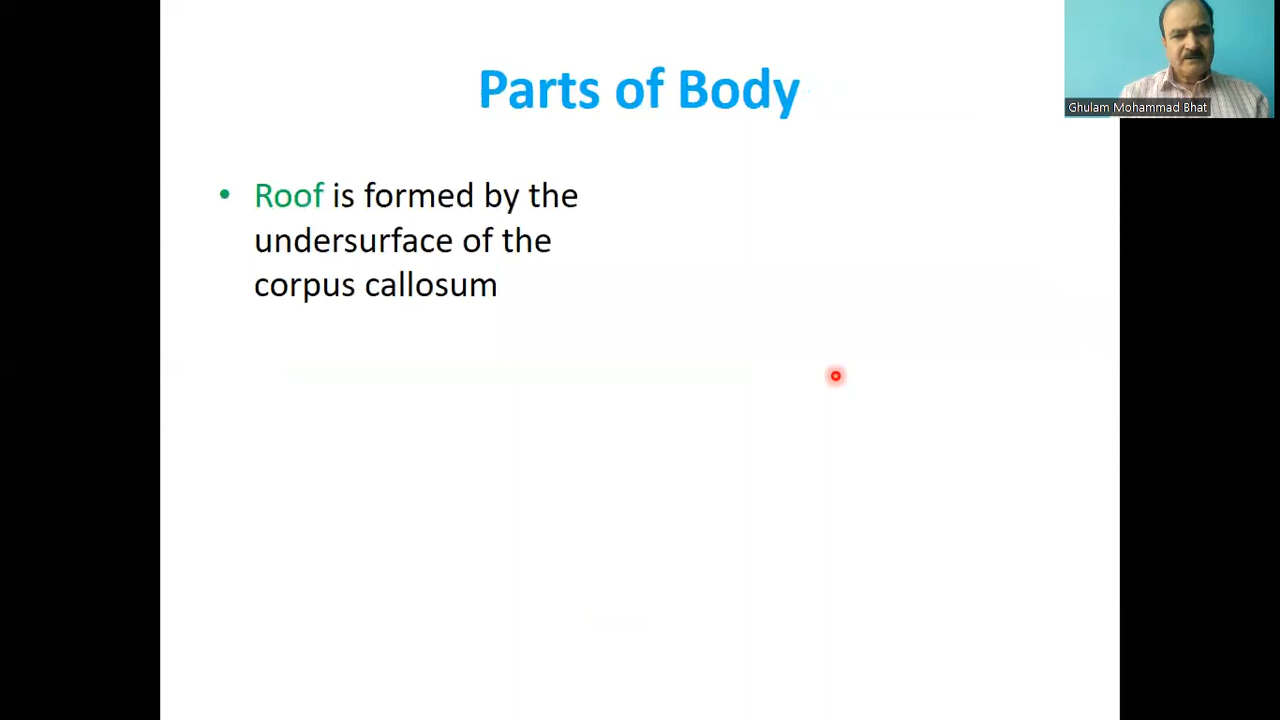 Parts of Body
Ghulam Mohammad Bhat
• Roof is formed by the
undersurface of the
corpus callosum